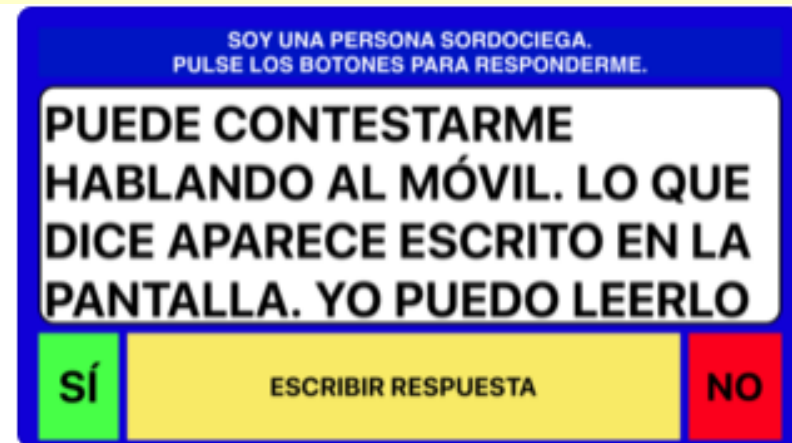 SOY UNA PERSONA SORDOCIEGA.
PULSE LOS BOTONES PARA RESPONDERME.
PUEDE CONTESTARME
HABLANDO AL MÓVIL. LO QUE
DICE APARECE ESCRITO EN LA
PANTALLA. YO PUEDO LEERLO
SÍ
ESCRIBIR RESPUESTA
NO